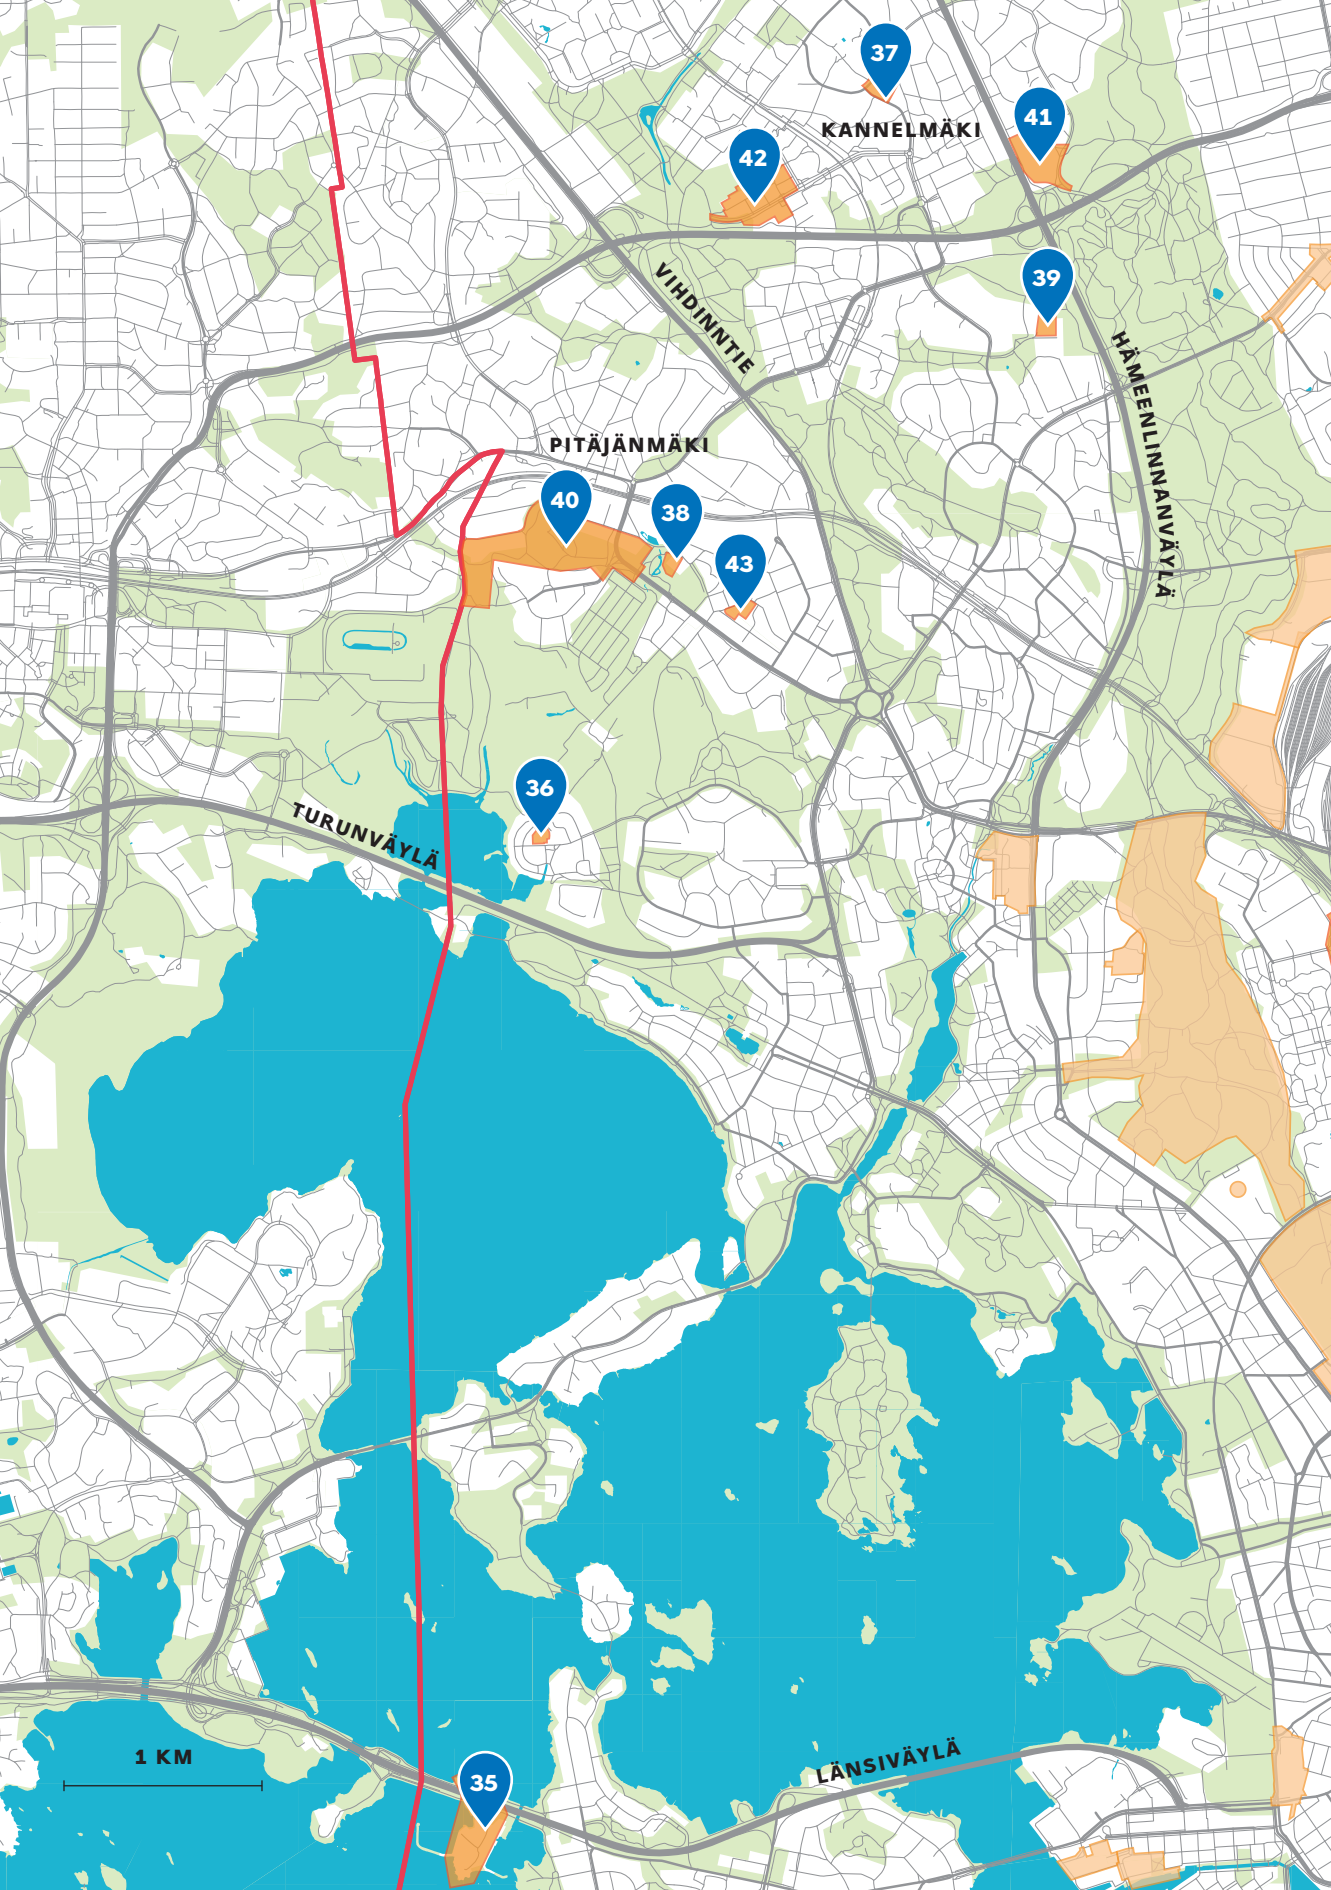 37
41
KANNELMÄKI
42
39
VIHDINNTIE
HÄMEENLINNANVÄYLÄ
PITÄJÄNMÄKI
40
38
43
36
TURUNVÄYLÄ
1 KM
35
LÄNSIVÄYLÄ